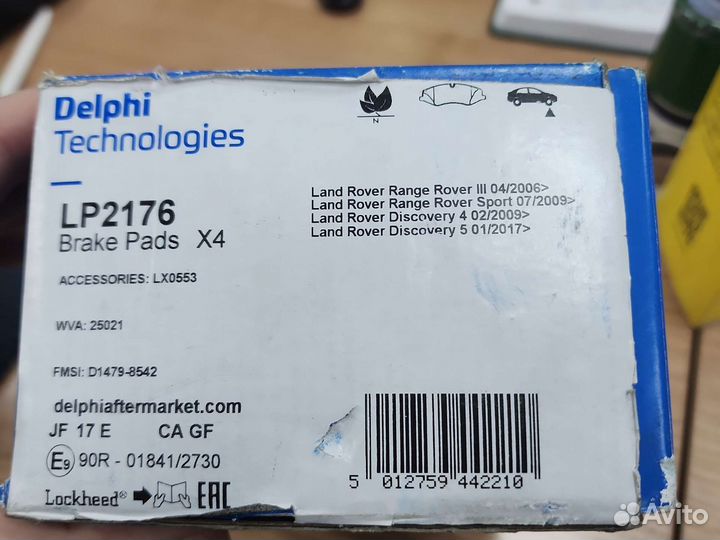 Delphi
Technologies
N
LP2176
Brake Pads X4
Land Rover Range Rover III 04/2006>
Land Rover Range Rover Sport 07/2009>
Land Rover Discovery 4 02/2009>
Land Rover Discovery 5 01/2017>
ACCESSORIES: LX0553
WVA: 25021
FMSI: D1479-8542
delphiaftermarket.com
JF 17 E CA GF
E9 90R - 01841/2730
Lockheed® EAC
5 012759 442210
Avito